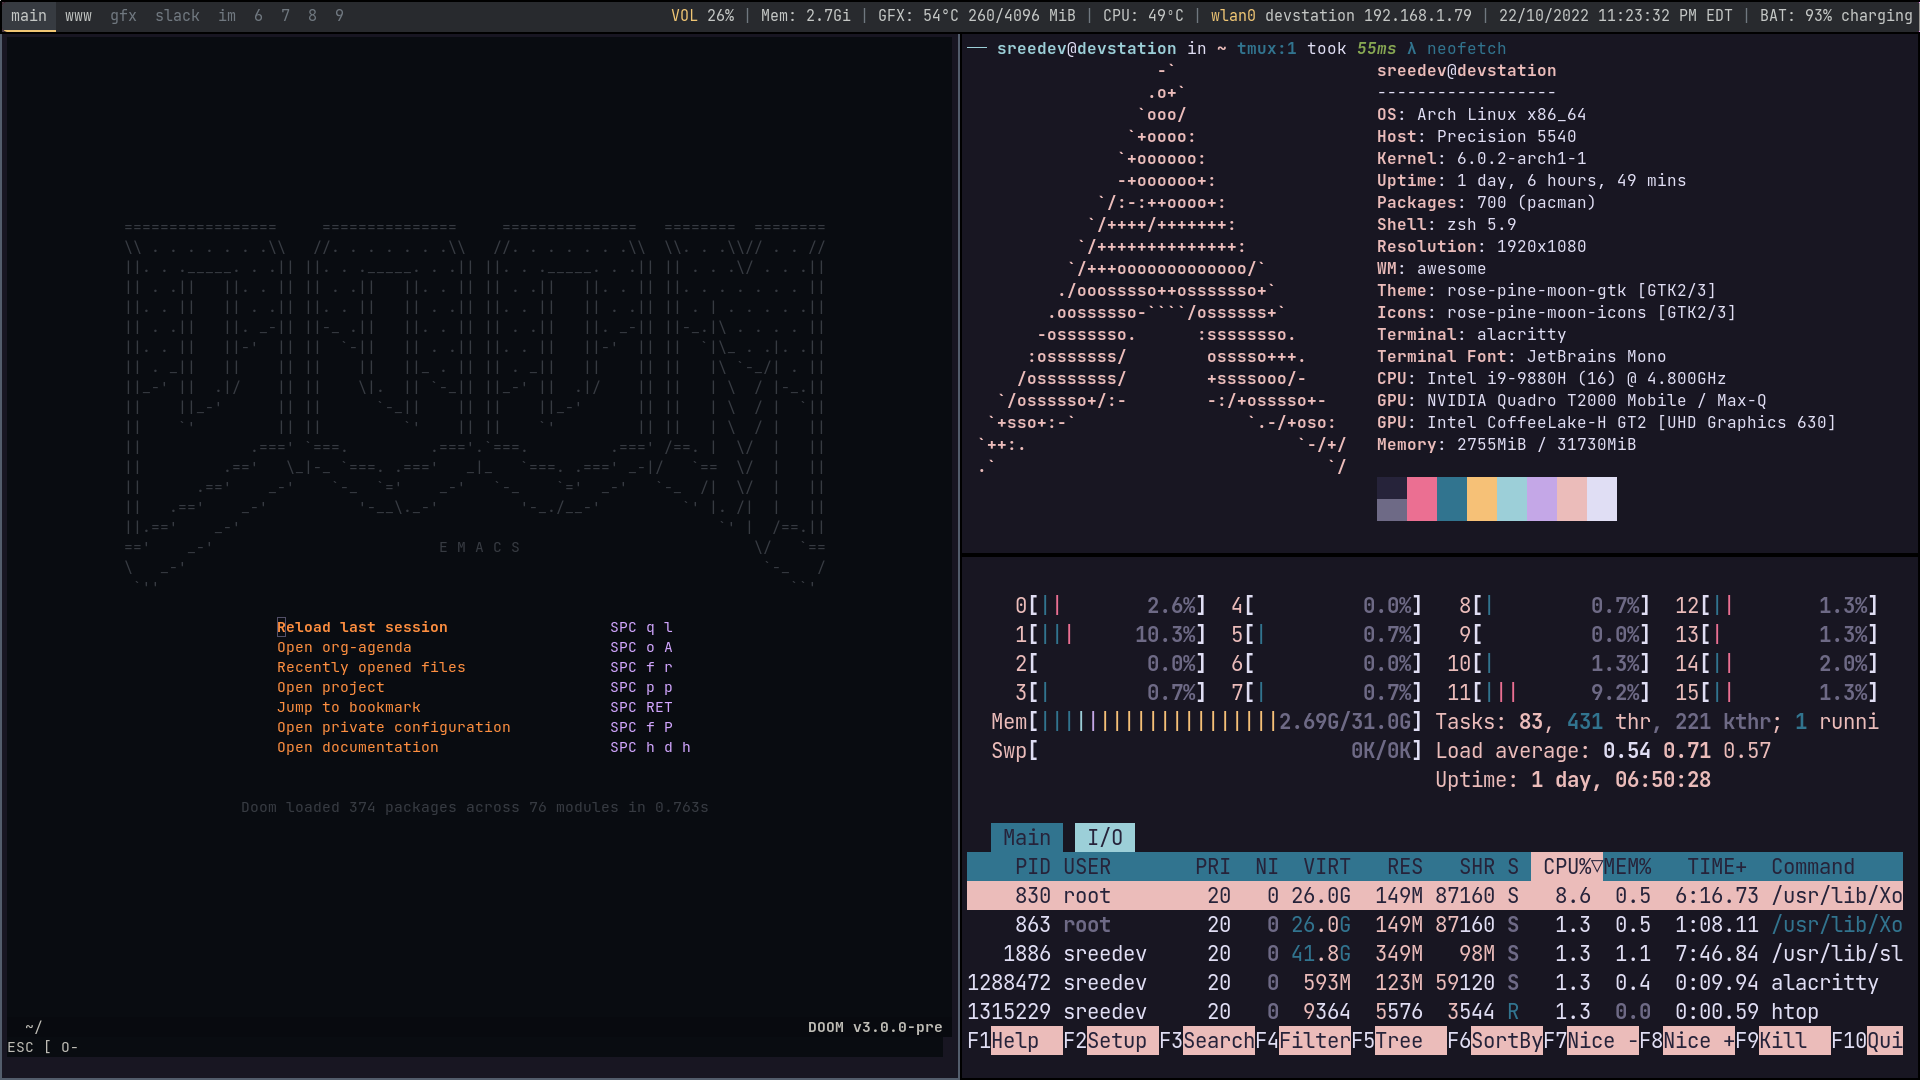 main www gfx slack im 6 7 8 9 VOL 26% | Mem: 2.7Gi | GFX: 54°C 260/4096 MiB | CPU: 49°C | wlan0 devstation 192.168.1.79 | 22/10/2022 11:23:32 PM EDT | BAT: 93% charging
E M A C S
Reload last session SPC q l
Open org-agenda SPC o A
Recently opened files SPC f r
Open project SPC p p
Jump to bookmark SPC RET
Open private configuration SPC f P
Open documentation SPC h d h
Doom loaded 374 packages across 76 modules in 0.763s
~/ DOOM v3.0.0-pre
ESC [ O-
── sreedev@devstation in ~ tmux:1 took 55ms λ neofetch
sreedev@devstation
------------------
OS: Arch Linux x86_64
Host: Precision 5540
Kernel: 6.0.2-arch1-1
Uptime: 1 day, 6 hours, 49 mins
Packages: 700 (pacman)
Shell: zsh 5.9
Resolution: 1920x1080
WM: awesome
Theme: rose-pine-moon-gtk [GTK2/3]
Icons: rose-pine-moon-icons [GTK2/3]
Terminal: alacritty
Terminal Font: JetBrains Mono
CPU: Intel i9-9880H (16) @ 4.800GHz
GPU: NVIDIA Quadro T2000 Mobile / Max-Q
GPU: Intel CoffeeLake-H GT2 [UHD Graphics 630]
Memory: 2755MiB / 31730MiB
0[|| 2.6%] 4[ 0.0%] 8[| 0.7%] 12[|| 1.3%]
1[||| 10.3%] 5[| 0.7%] 9[ 0.0%] 13[| 1.3%]
2[ 0.0%] 6[ 0.0%] 10[| 1.3%] 14[|| 2.0%]
3[| 0.7%] 7[| 0.7%] 11[||| 9.2%] 15[|| 1.3%]
Mem[||||||||||||||||||||2.69G/31.0G] Tasks: 83, 431 thr, 221 kthr; 1 runni
Swp[ 0K/0K] Load average: 0.54 0.71 0.57
Uptime: 1 day, 06:50:28
Main I/O
PID USER PRI NI VIRT RES SHR S CPU%▽MEM% TIME+ Command
830 root 20 0 26.0G 149M 87160 S 8.6 0.5 6:16.73 /usr/lib/Xo
863 root 20 0 26.0G 149M 87160 S 1.3 0.5 1:08.11 /usr/lib/Xo
1886 sreedev 20 0 41.8G 349M 98M S 1.3 1.1 7:46.84 /usr/lib/sl
1288472 sreedev 20 0 593M 123M 59120 S 1.3 0.4 0:09.94 alacritty
1315229 sreedev 20 0 9364 5576 3544 R 1.3 0.0 0:00.59 htop
F1Help F2Setup F3SearchF4FilterF5Tree F6SortByF7Nice -F8Nice +F9Kill F10Qui